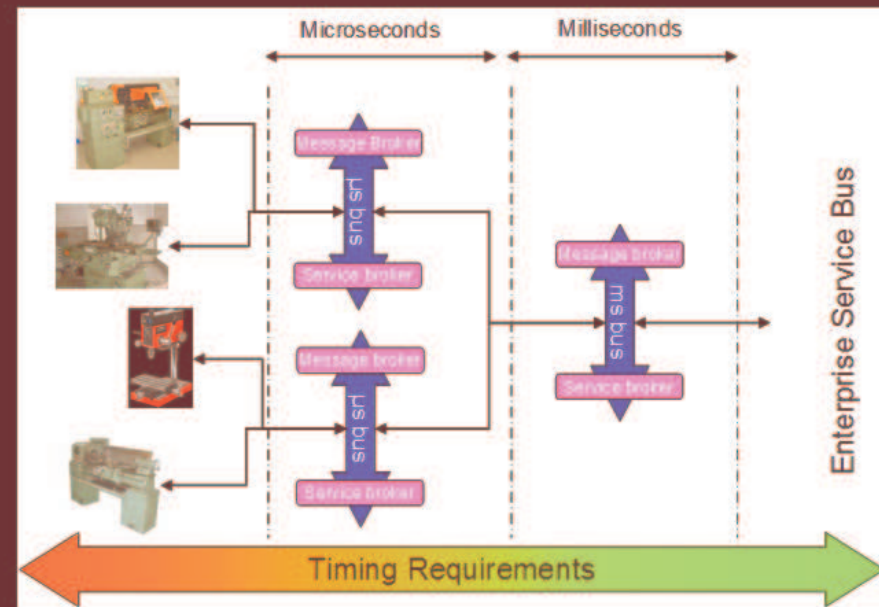 Microseconds
Milliseconds
Message Broker
µs bus
Service broker
Message broker
µs bus
Service broker
Message broker
ms bus
Service broker
Enterprise Service Bus
Timing Requirements